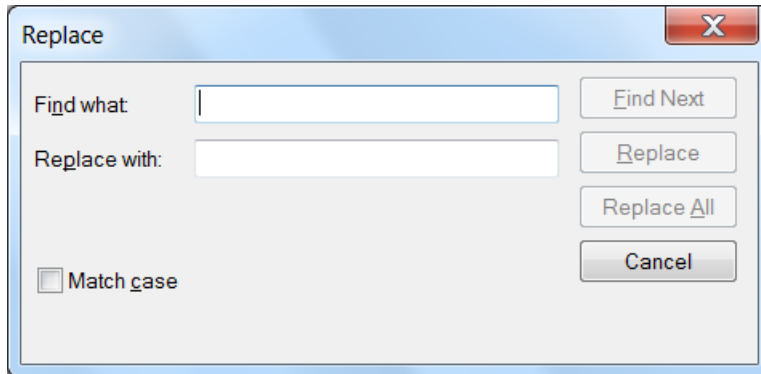 Replace
Find what:
Find Next
Replace with:
Replace
Replace All
Cancel
Match case